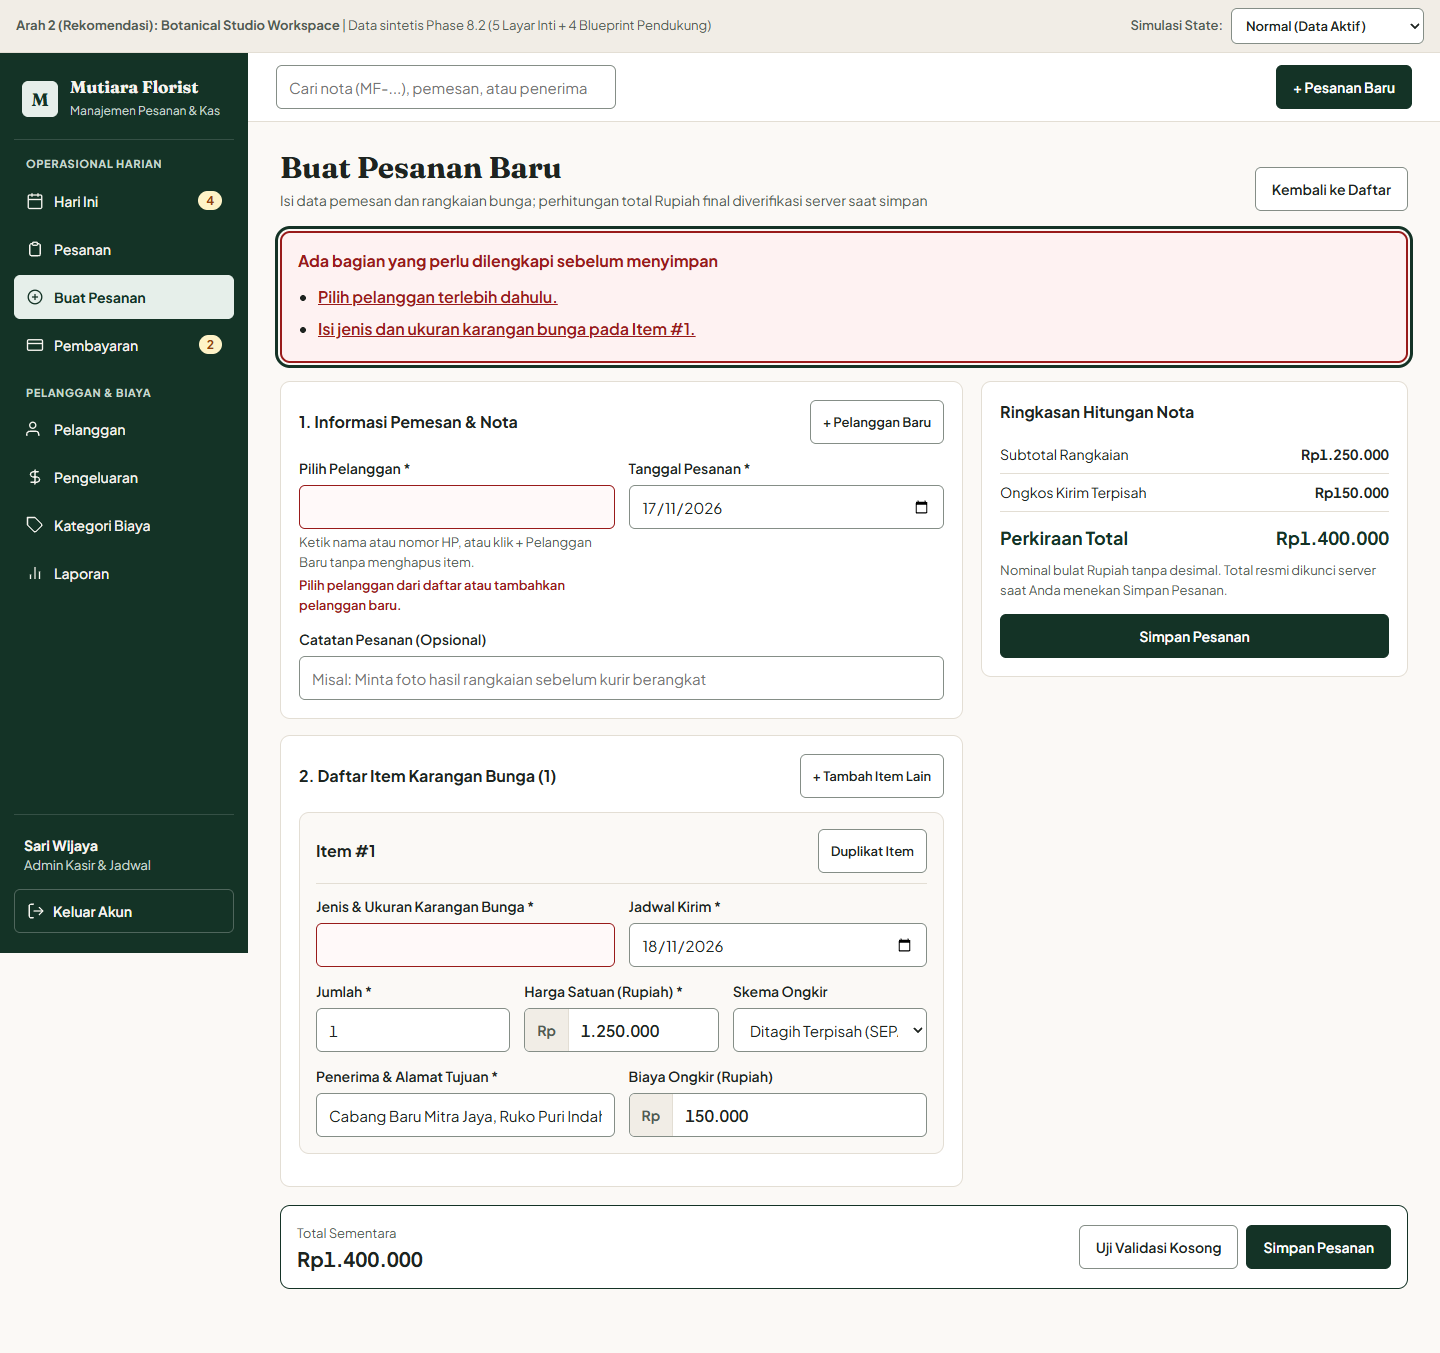 Arah 2 (Rekomendasi): Botanical Studio Workspace | Data sintetis Phase 8.2 (5 Layar Inti + 4 Blueprint Pendukung)
Simulasi State:
Normal (Data Aktif)
M
Mutiara Florist
Manajemen Pesanan & Kas
Cari nota (MF-...), pemesan, atau penerima
+ Pesanan Baru
OPERASIONAL HARIAN
Hari Ini
4
Pesanan
Buat Pesanan
Pembayaran
2
PELANGGAN & BIAYA
Pelanggan
Pengeluaran
Kategori Biaya
Laporan
Sari Wijaya
Admin Kasir & Jadwal
Keluar Akun
Buat Pesanan Baru
Isi data pemesan dan rangkaian bunga; perhitungan total Rupiah final diverifikasi server saat simpan
Kembali ke Daftar
Ada bagian yang perlu dilengkapi sebelum menyimpan
Pilih pelanggan terlebih dahulu.
Isi jenis dan ukuran karangan bunga pada Item #1.
1. Informasi Pemesan & Nota
+ Pelanggan Baru
Pilih Pelanggan *
Tanggal Pesanan *
17/11/2026
Ketik nama atau nomor HP, atau klik + Pelanggan
Baru tanpa menghapus item.
Pilih pelanggan dari daftar atau tambahkan
pelanggan baru.
Catatan Pesanan (Opsional)
Misal: Minta foto hasil rangkaian sebelum kurir berangkat
Ringkasan Hitungan Nota
Subtotal Rangkaian
Rp1.250.000
Ongkos Kirim Terpisah
Rp150.000
Perkiraan Total
Rp1.400.000
Nominal bulat Rupiah tanpa desimal. Total resmi dikunci server
saat Anda menekan Simpan Pesanan.
Simpan Pesanan
2. Daftar Item Karangan Bunga (1)
+ Tambah Item Lain
Item #1
Duplikat Item
Jenis & Ukuran Karangan Bunga *
Jadwal Kirim *
18/11/2026
Jumlah *
Harga Satuan (Rupiah) *
Skema Ongkir
1
Rp
1.250.000
Ditagih Terpisah (SEP.
Penerima & Alamat Tujuan *
Biaya Ongkir (Rupiah)
Cabang Baru Mitra Jaya, Ruko Puri Indah
Rp
150.000
Total Sementara
Rp1.400.000
Uji Validasi Kosong
Simpan Pesanan